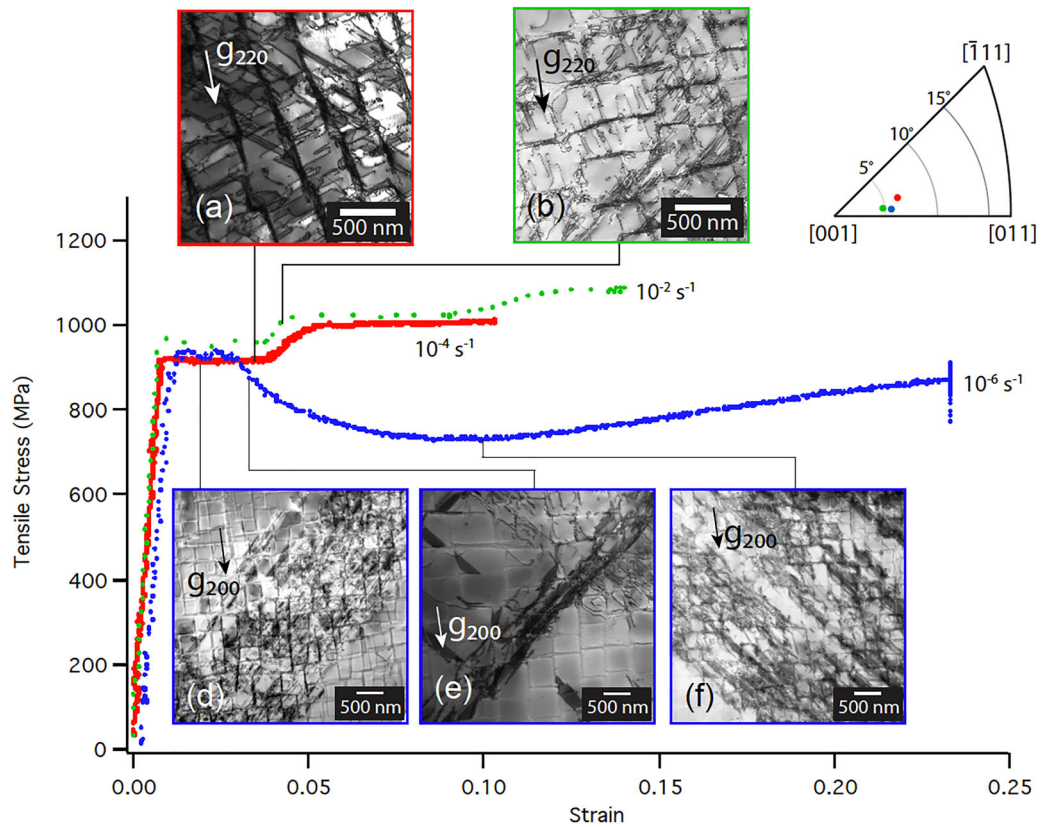 g220
(a)
500 nm
g220
(b)
500 nm
[1̄11]
15°
10°
5°
[001]
[011]
1200
1000
800
600
400
200
0
Tensile Stress (MPa)
10-2 s-1
10-4 s-1
10-6 s-1
g200
(d)
500 nm
g200
(e)
500 nm
g200
(f)
500 nm
0.00
0.05
0.10
0.15
0.20
0.25
Strain